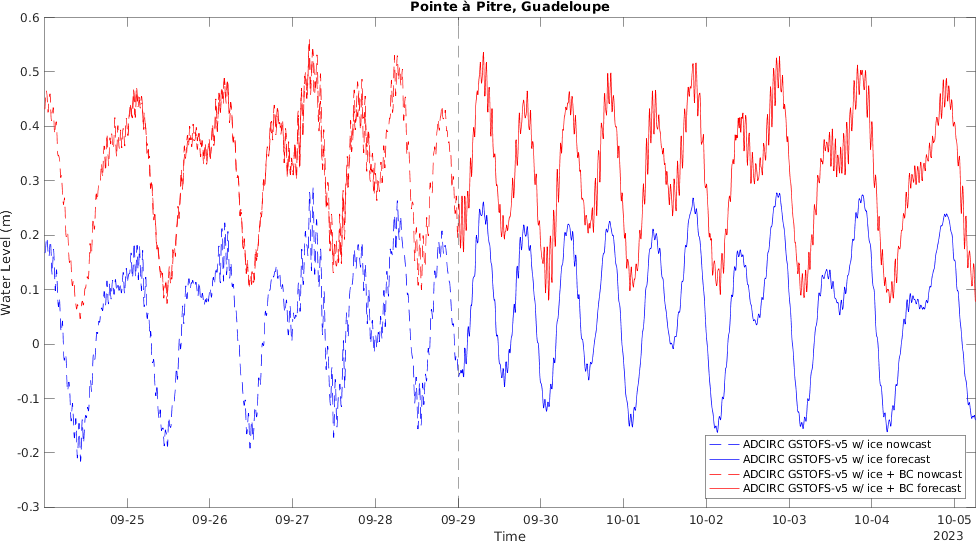 Pointe à Pitre, Guadeloupe
0.6
0.5
0.4
0.3
0.2
0.1
0
-0.1
-0.2
-0.3
Water Level (m)
ADCIRC GSTOFS-v5 w/ ice nowcast
ADCIRC GSTOFS-v5 w/ ice forecast
ADCIRC GSTOFS-v5 w/ ice + BC nowcast
ADCIRC GSTOFS-v5 w/ ice + BC forecast
09-25 09-26 09-27 09-28 09-29 09-30 10-01 10-02 10-03 10-04 10-05
Time
2023